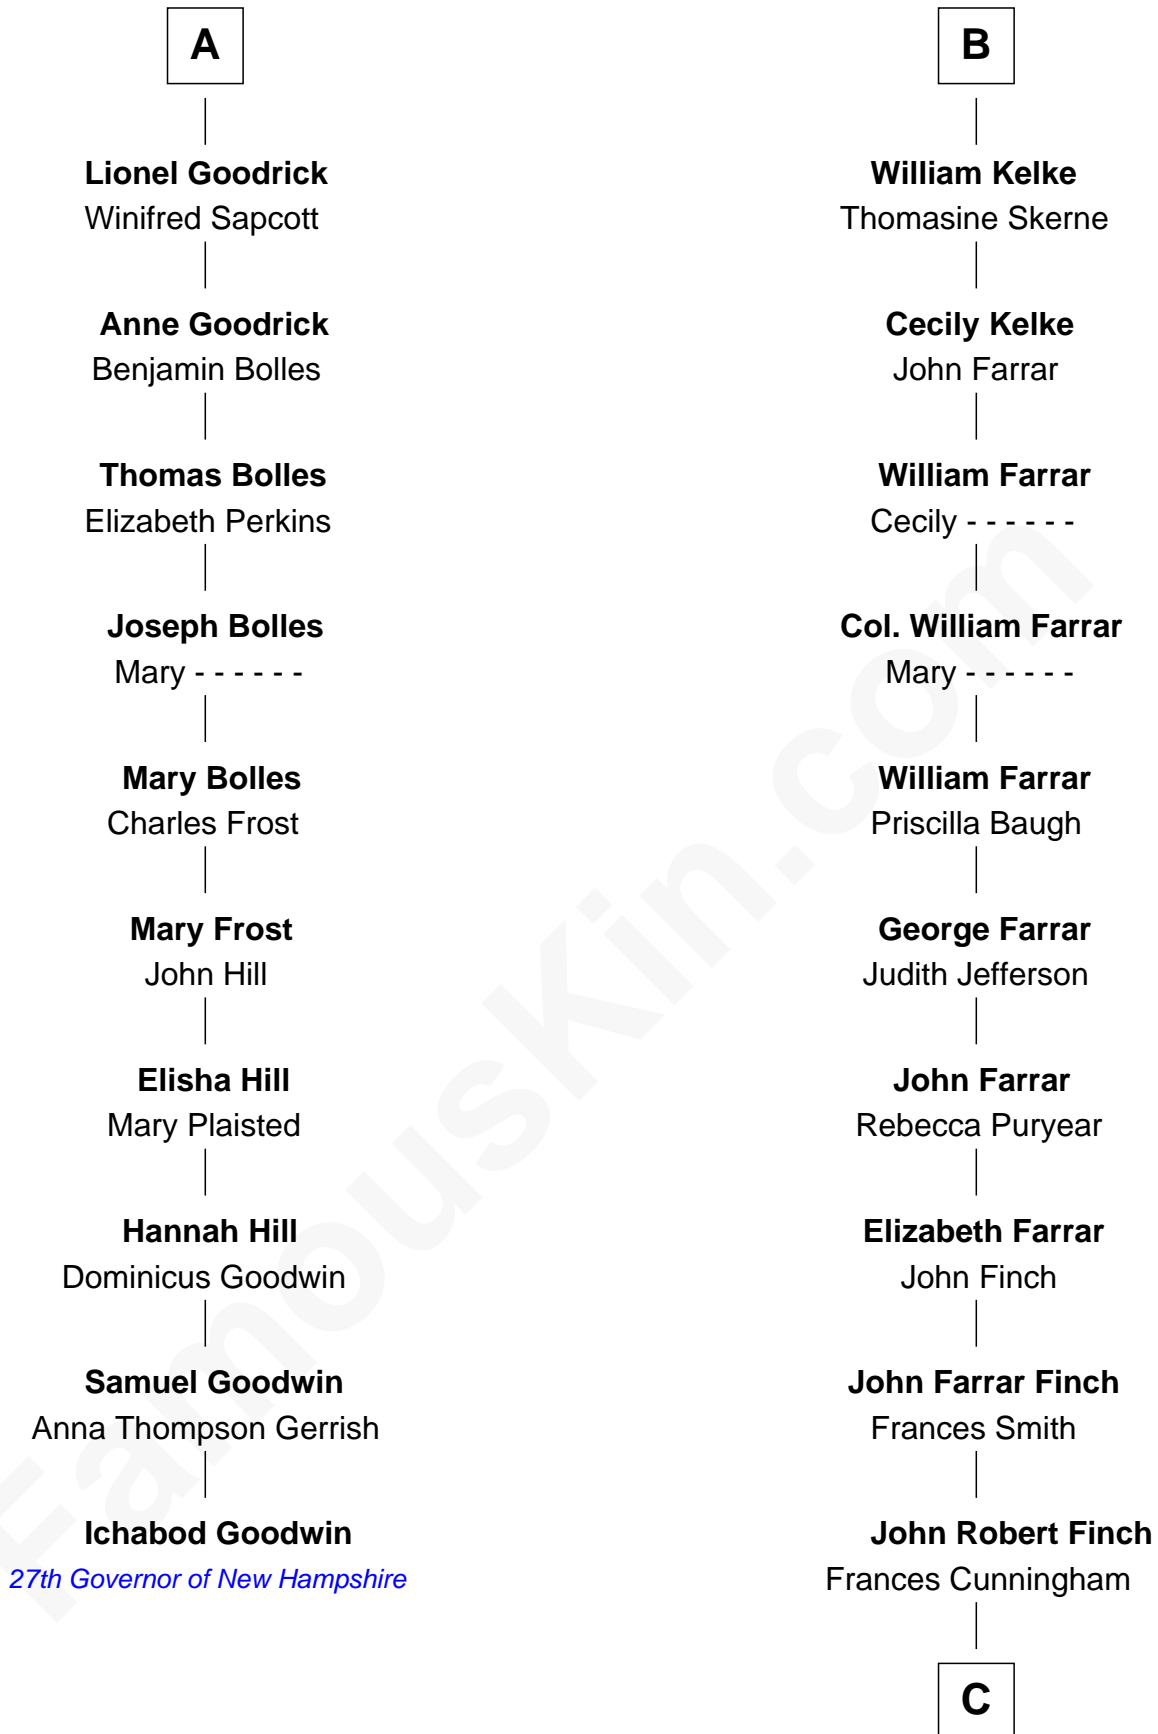 A
Lionel Goodrick
Winifred Sapcott
Anne Goodrick
Benjamin Bolles
Thomas Bolles
Elizabeth Perkins
Joseph Bolles
Mary - - - - - -
Mary Bolles
Charles Frost
Mary Frost
John Hill
Elisha Hill
Mary Plaisted
Hannah Hill
Dominicus Goodwin
Samuel Goodwin
Anna Thompson Gerrish
Ichabod Goodwin
27th Governor of New Hampshire
B
William Kelke
Thomasine Skerne
Cecily Kelke
John Farrar
William Farrar
Cecily - - - - - -
Col. William Farrar
Mary - - - - - -
William Farrar
Priscilla Baugh
George Farrar
Judith Jefferson
John Farrar
Rebecca Puryear
Elizabeth Farrar
John Finch
John Farrar Finch
Frances Smith
John Robert Finch
Frances Cunningham
C
FamousKin.com